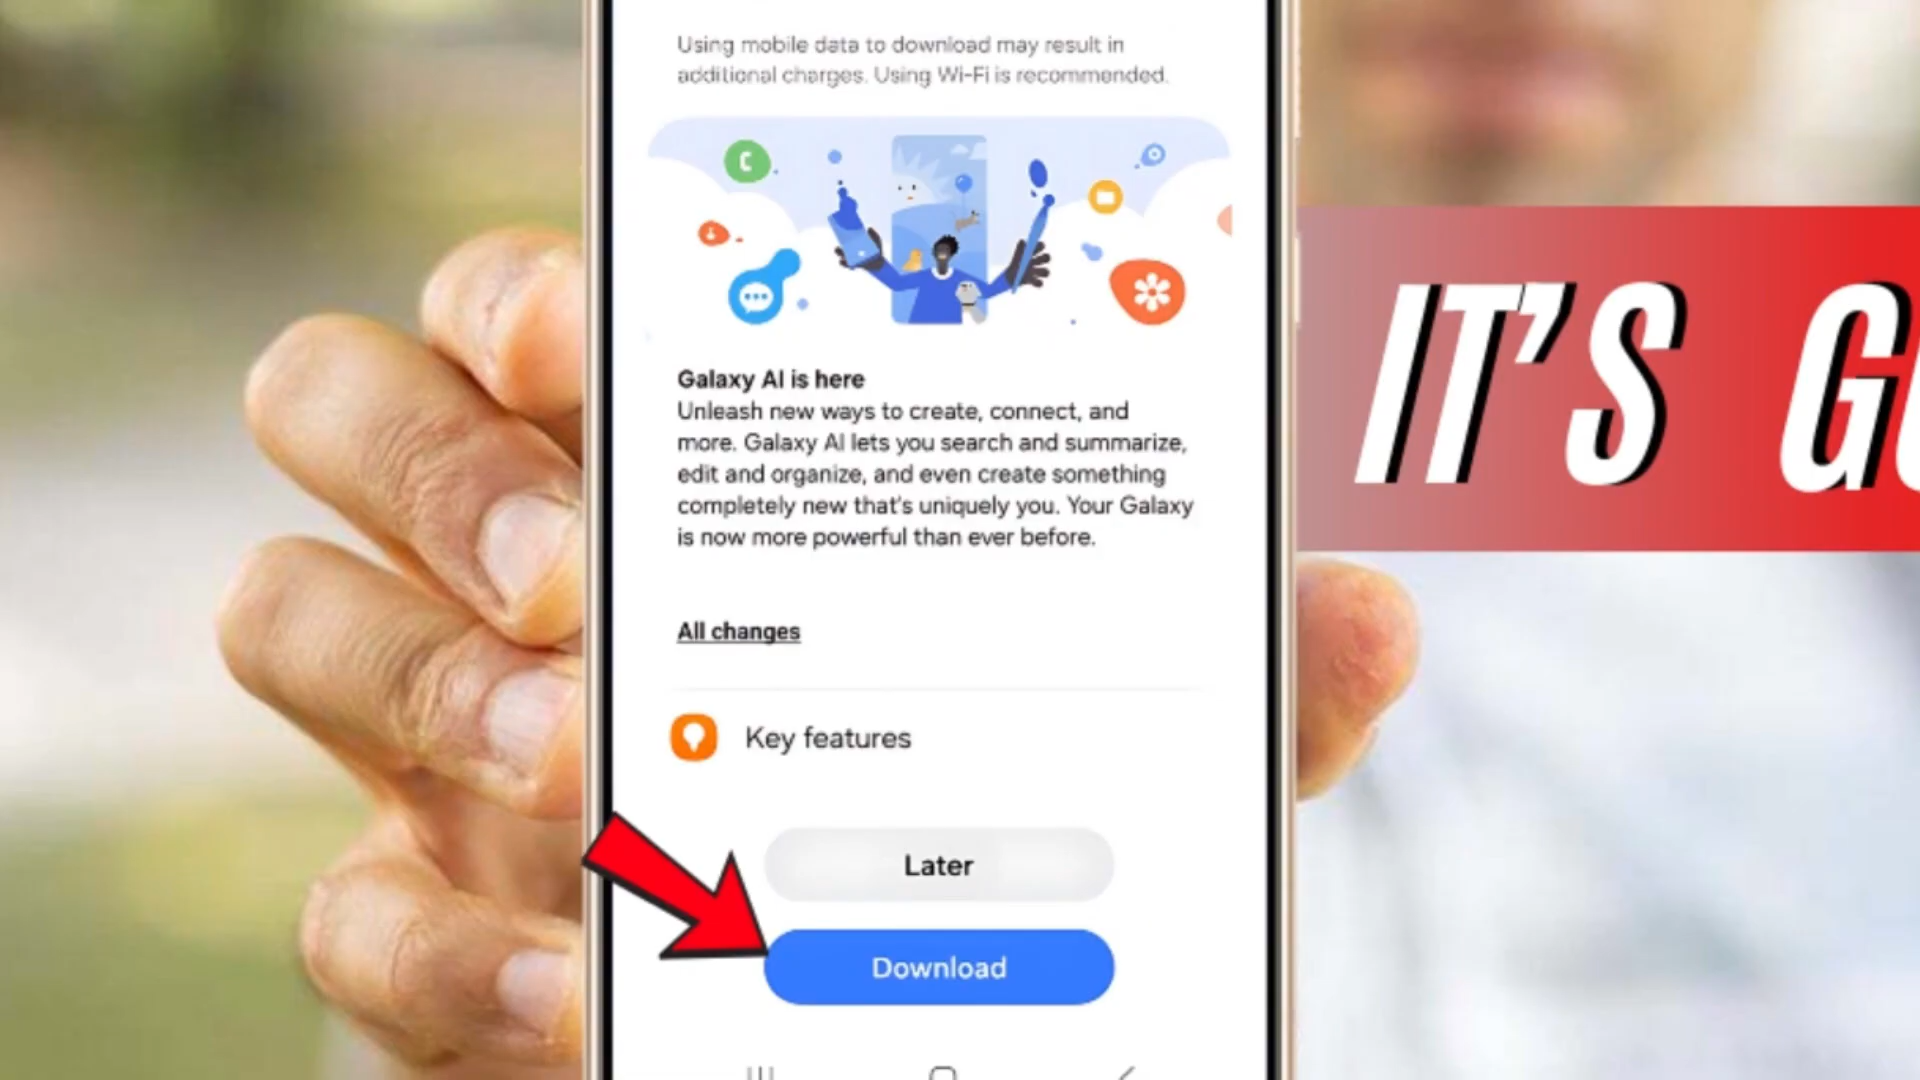 Using mobile data to download may result in
additional charges. Using Wi-Fi is recommended.
Galaxy AI is here
Unleash new ways to create, connect, and
more. Galaxy AI lets you search and summarize,
edit and organize, and even create something
completely new that's uniquely you. Your Galaxy
is now more powerful than ever before.
All changes
Key features
Later
Download
IT'S